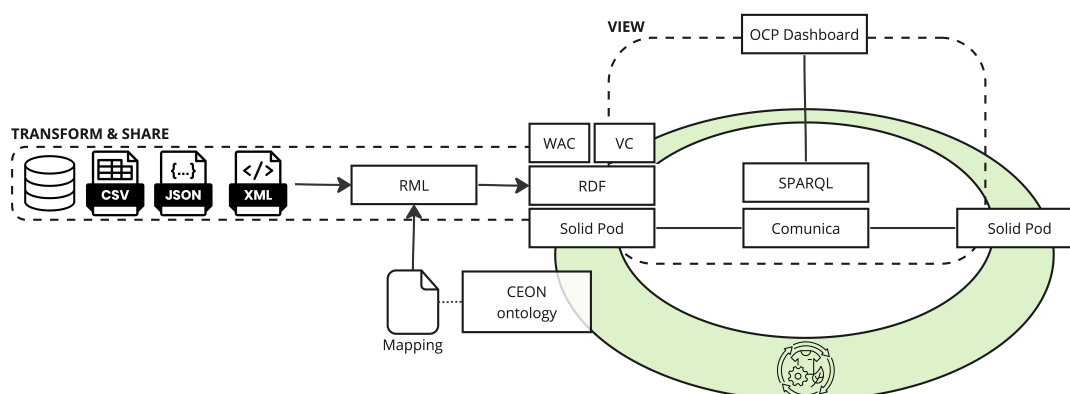 VIEW
OCP Dashboard
TRANSFORM & SHARE
WAC
VC
CSV
{...}
JSON
</>
XML
RML
RDF
SPARQL
Solid Pod
Comunica
Solid Pod
CEON
ontology
Mapping